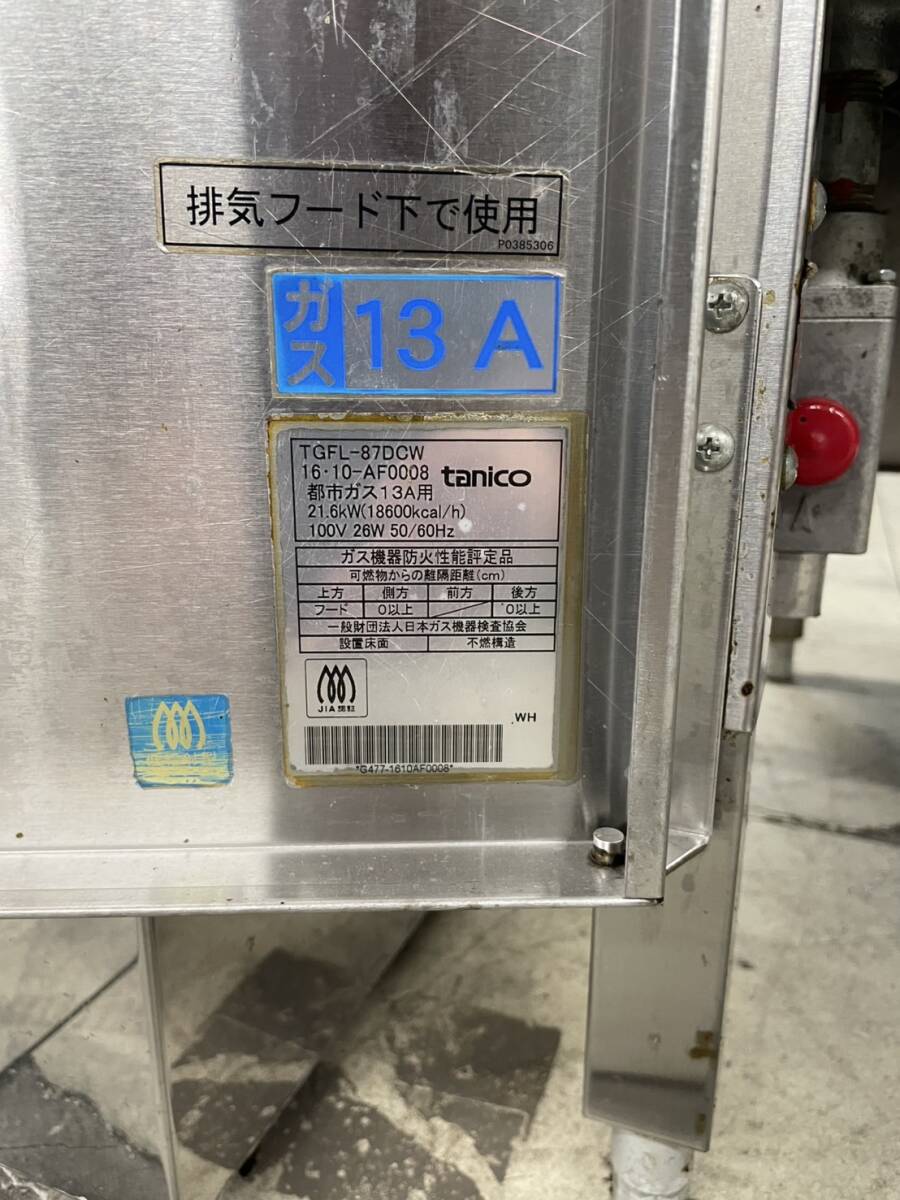 排気フード下で使用
P0385306
ガス 13 A
TGFL-87DCW
16・10-AF0008 tanico
都市ガス13A用
21.6kW(18600kcal/h)
100V 26W 50/60Hz
ガス機器防火性能評定品
可燃物からの離隔距離(cm)
上方 側方 前方 後方
フード 0以上 0以上
一般財団法人日本ガス機器検査協会
設置床面 不燃構造
JIA認証
WH
*G477-1610AF0008*